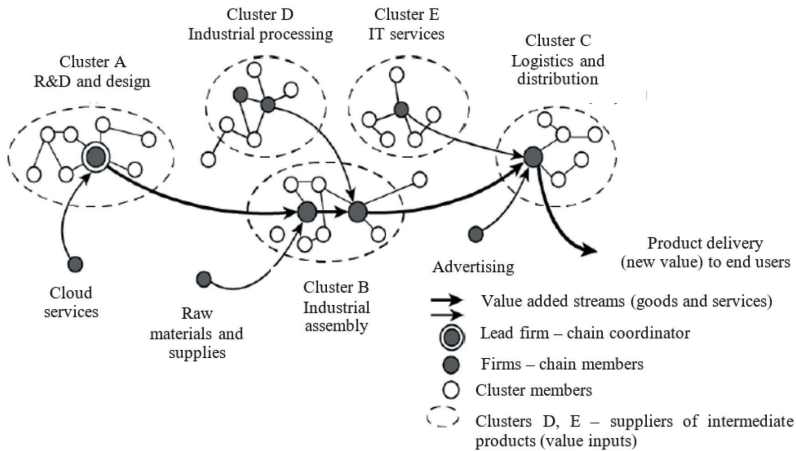 Cluster D
Industrial processing
Cluster E
IT services
Cluster C
Logistics and
distribution
Cluster A
R&D and design
Cloud
services
Raw
materials and
supplies
Cluster B
Industrial
assembly
Advertising
Product delivery
(new value) to end users
Value added streams (goods and services)
Lead firm – chain coordinator
Firms – chain members
Cluster members
Clusters D, E – suppliers of intermediate
products (value inputs)